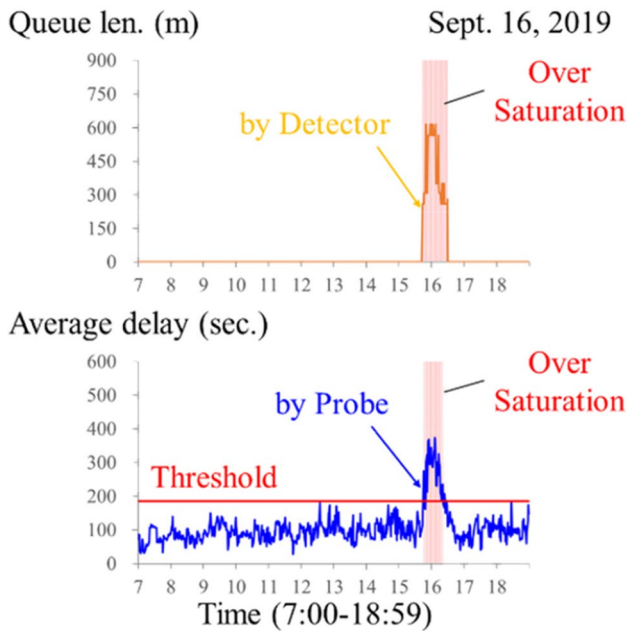 Queue len. (m) Sept. 16, 2019
900
Over
750
Saturation
600
by Detector
450
300
150
0
7 8 9 10 11 12 13 14 15 16 17 18
Average delay (sec.)
600
Over
500
Saturation
by Probe
400
300
Threshold
200
100
0
7 8 9 10 11 12 13 14 15 16 17 18
Time (7:00-18:59)